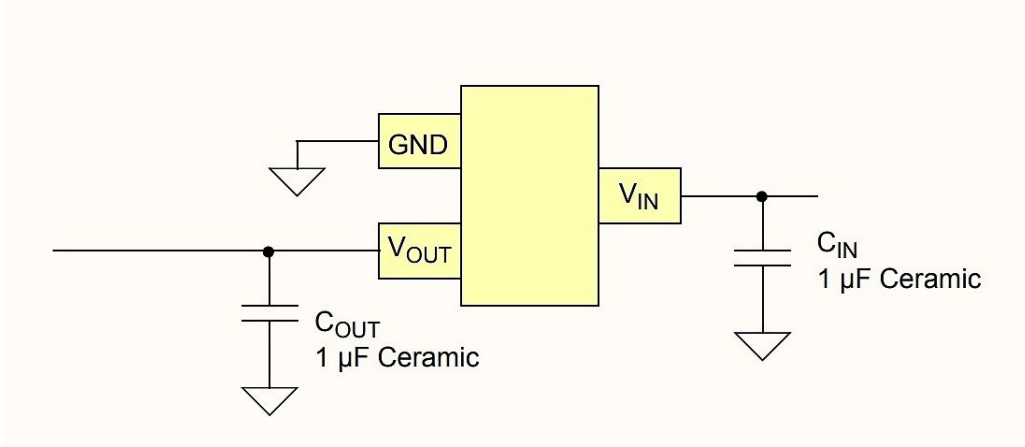 GND
VIN
VOUT
CIN
1 µF Ceramic
COUT
1 µF Ceramic